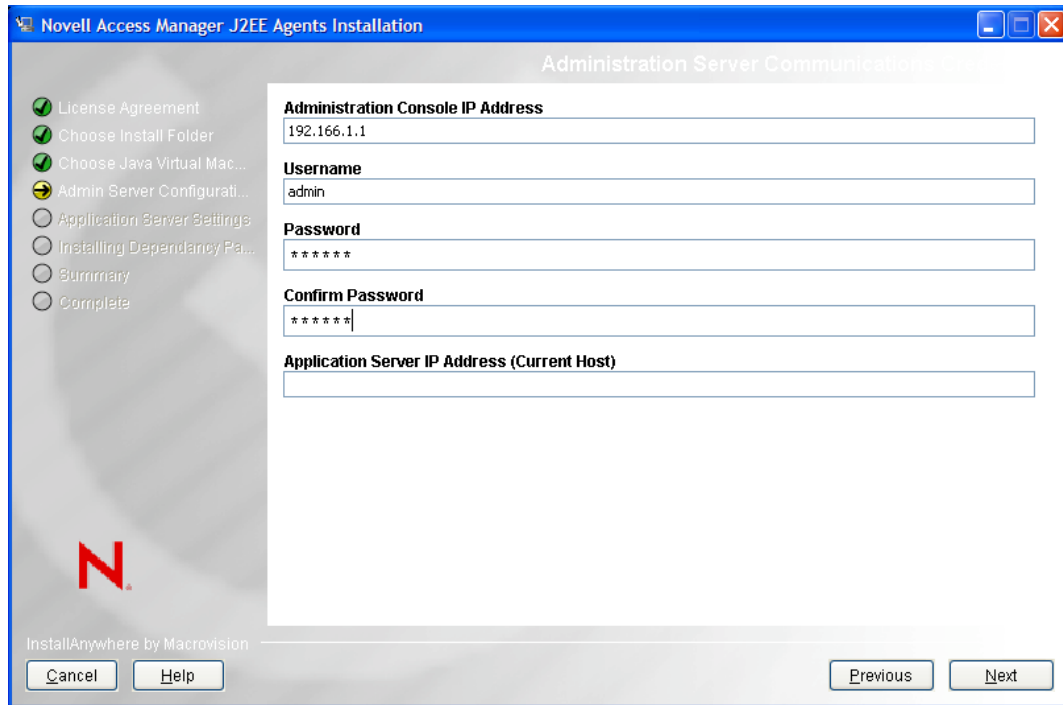 Novell Access Manager J2EE Agents Installation
Administration Server Communications
License Agreement
Choose Install Folder
Choose Java Virtual Mac...
Admin Server Configurati...
Application Server Settings
Installing Dependancy Pa...
Summary
Complete
Administration Console IP Address
192.166.1.1
Username
admin
Password
******
Confirm Password
******
Application Server IP Address (Current Host)
N
InstallAnywhere by Macrovision
Cancel
Help
Previous
Next